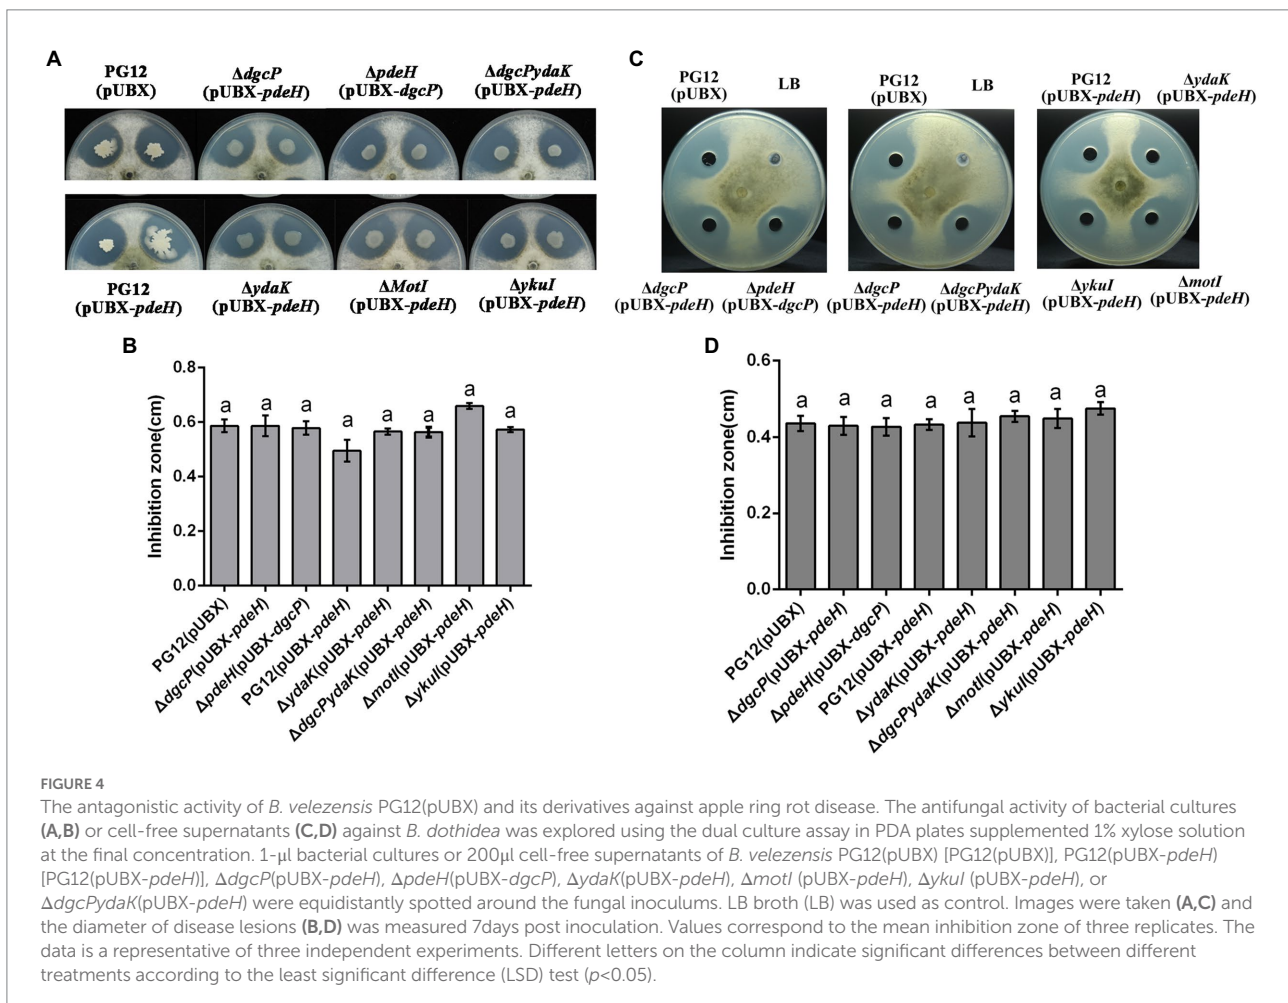 A
PG12
(pUBX)
ΔdgcP
(pUBX-pdeH)
ΔpdeH
(pUBX-dgcP)
ΔdgcPydaK
(pUBX-pdeH)
PG12
(pUBX-pdeH)
ΔydaK
(pUBX-pdeH)
ΔMotI
(pUBX-pdeH)
ΔykuI
(pUBX-pdeH)
C
PG12
(pUBX)
LB
PG12
(pUBX)
LB
PG12
(pUBX-pdeH)
ΔydaK
(pUBX-pdeH)
ΔdgcP
(pUBX-pdeH)
ΔpdeH
(pUBX-dgcP)
ΔdgcP
(pUBX-pdeH)
ΔdgcPydaK
(pUBX-pdeH)
ΔykuI
(pUBX-pdeH)
ΔmotI
(pUBX-pdeH)
B
Inhibition zone(cm)
0.8
0.6
0.4
0.2
0.0
a a a a a a a a
PG12(pUBX)
ΔdgcP(pUBX-pdeH)
ΔpdeH(pUBX-dgcP)
PG12(pUBX-pdeH)
ΔydaK(pUBX-pdeH)
ΔdgcPydaK(pUBX-pdeH)
ΔmotI(pUBX-pdeH)
ΔykuI(pUBX-pdeH)
D
Inhibition zone(cm)
0.6
0.4
0.2
0.0
a a a a a a a a
PG12(pUBX)
ΔdgcP(pUBX-pdeH)
ΔpdeH(pUBX-dgcP)
PG12(pUBX-pdeH)
ΔydaK(pUBX-pdeH)
ΔdgcPydaK(pUBX-pdeH)
ΔmotI(pUBX-pdeH)
ΔykuI(pUBX-pdeH)
FIGURE 4
The antagonistic activity of B. velezensis PG12(pUBX) and its derivatives against apple ring rot disease. The antifungal activity of bacterial cultures
(A,B) or cell-free supernatants (C,D) against B. dothidea was explored using the dual culture assay in PDA plates supplemented 1% xylose solution
at the final concentration. 1-μl bacterial cultures or 200μl cell-free supernatants of B. velezensis PG12(pUBX) [PG12(pUBX)], PG12(pUBX-pdeH)
[PG12(pUBX-pdeH)], ΔdgcP(pUBX-pdeH), ΔpdeH(pUBX-dgcP), ΔydaK(pUBX-pdeH), ΔmotI (pUBX-pdeH), ΔykuI (pUBX-pdeH), or
ΔdgcPydaK(pUBX-pdeH) were equidistantly spotted around the fungal inoculums. LB broth (LB) was used as control. Images were taken (A,C) and
the diameter of disease lesions (B,D) was measured 7days post inoculation. Values correspond to the mean inhibition zone of three replicates. The
data is a representative of three independent experiments. Different letters on the column indicate significant differences between different
treatments according to the least significant difference (LSD) test (p<0.05).